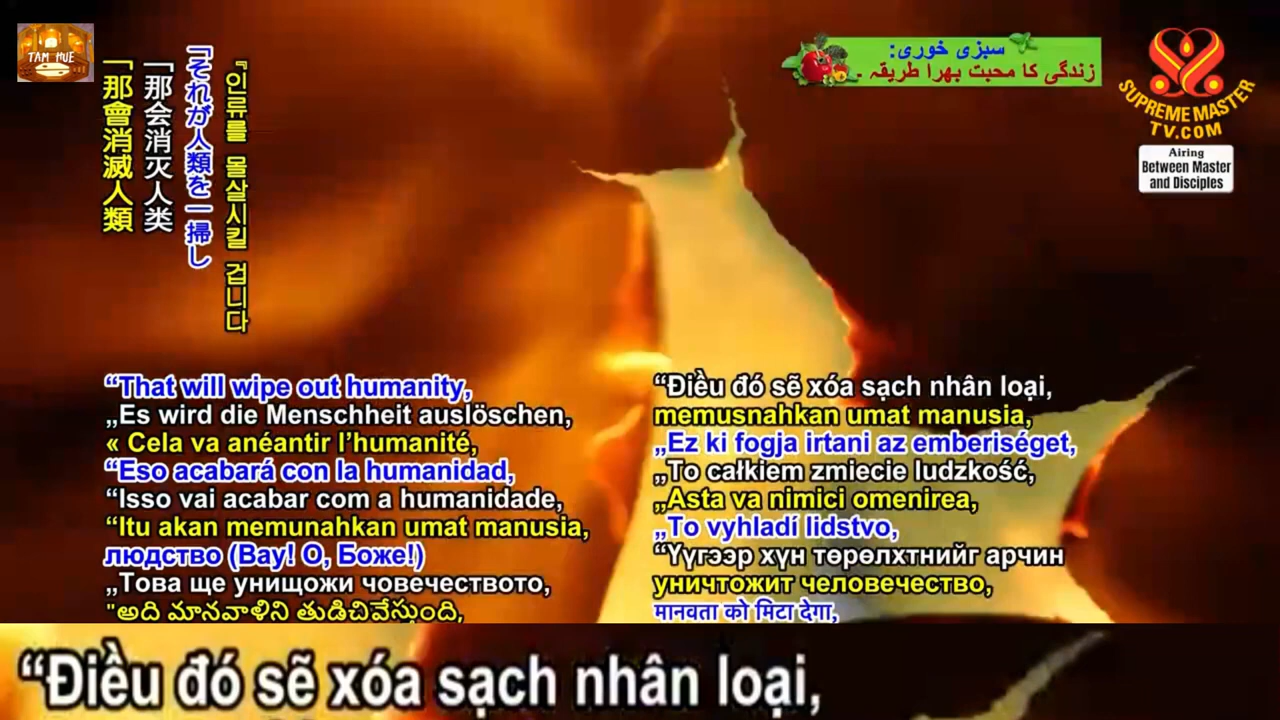 TAM HUE
「那會消滅人類
「那会消灭人类
「それが人類を一掃し
『인류를 몰살시킬 겁니다
سبزی خوری:
زندگی کا محبت بھرا طریقہ ۔
SUPREME MASTER
TV.COM
Airing
Between Master
and Disciples
“That will wipe out humanity,
„Es wird die Menschheit auslöschen,
« Cela va anéantir l’humanité,
“Eso acabará con la humanidad,
“Isso vai acabar com a humanidade,
“Itu akan memunahkan umat manusia,
людство (Вау! О, Боже!)
„Това ще унищожи човечеството,
"అది మానవాళిని తుడిచివేస్తుంది,
“Điều đó sẽ xóa sạch nhân loại,
memusnahkan umat manusia,
„Ez ki fogja irtani az emberiséget,
„To całkiem zmiecie ludzkość,
„Asta va nimici omenirea,
„To vyhladí lidstvo,
“Үүгээр хүн төрөлхтнийг арчин
уничтожит человечество,
मानवता को मिटा देगा,
“Điều đó sẽ xóa sạch nhân loại,